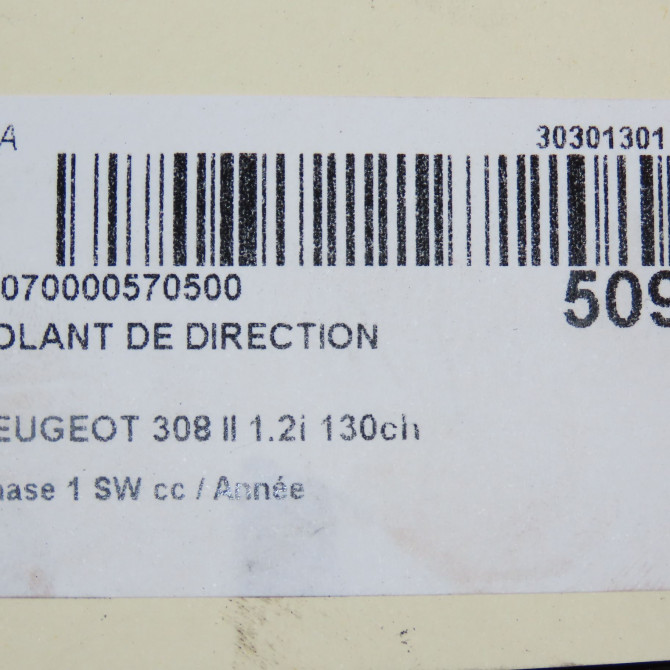 A 30301301
070000570500 509
OLANT DE DIRECTION
EUGEOT 308 II 1.2i 130ch
hase 1 SW cc / Année